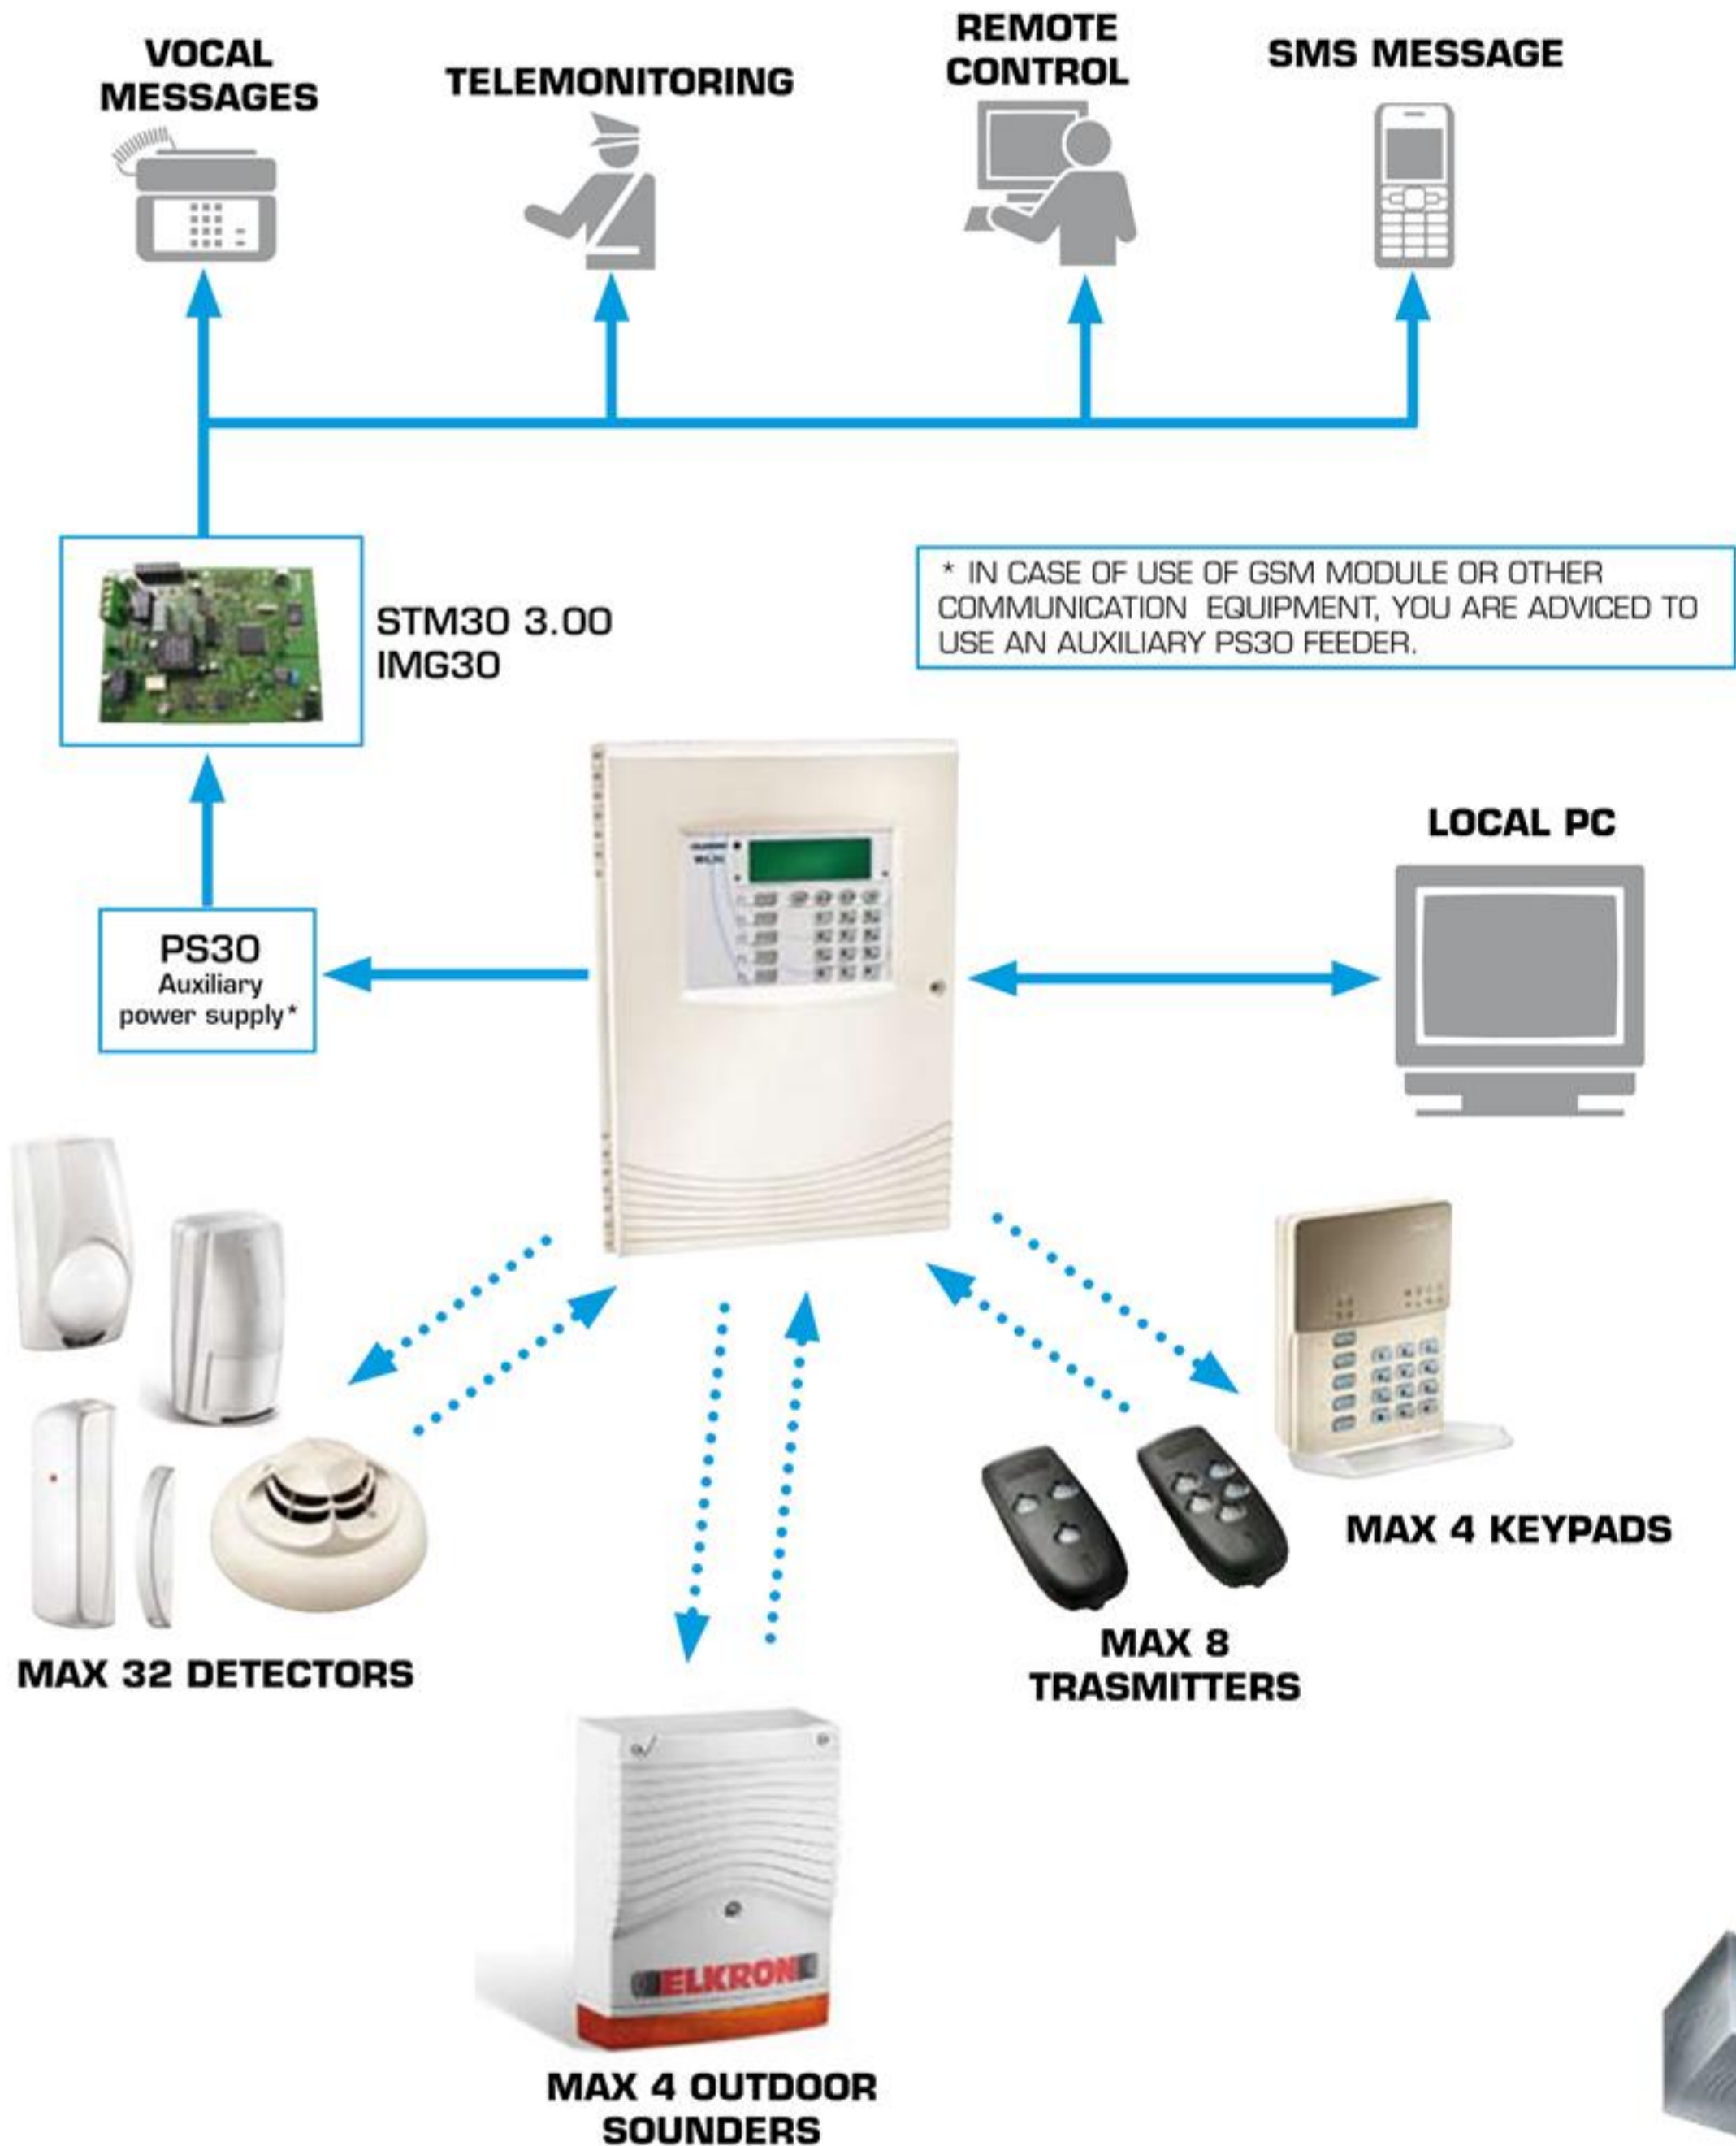 VOCAL
MESSAGES
TELEMONITORING
REMOTE
CONTROL
SMS MESSAGE
STM30 3.00
IMG30
* IN CASE OF USE OF GSM MODULE OR OTHER
COMMUNICATION EQUIPMENT, YOU ARE ADVICED TO
USE AN AUXILIARY PS30 FEEDER.
LOCAL PC
PS30
Auxiliary
power supply*
MAX 4 KEYPADS
MAX 8
TRASMITTERS
MAX 32 DETECTORS
ELKRON
MAX 4 OUTDOOR
SOUNDERS